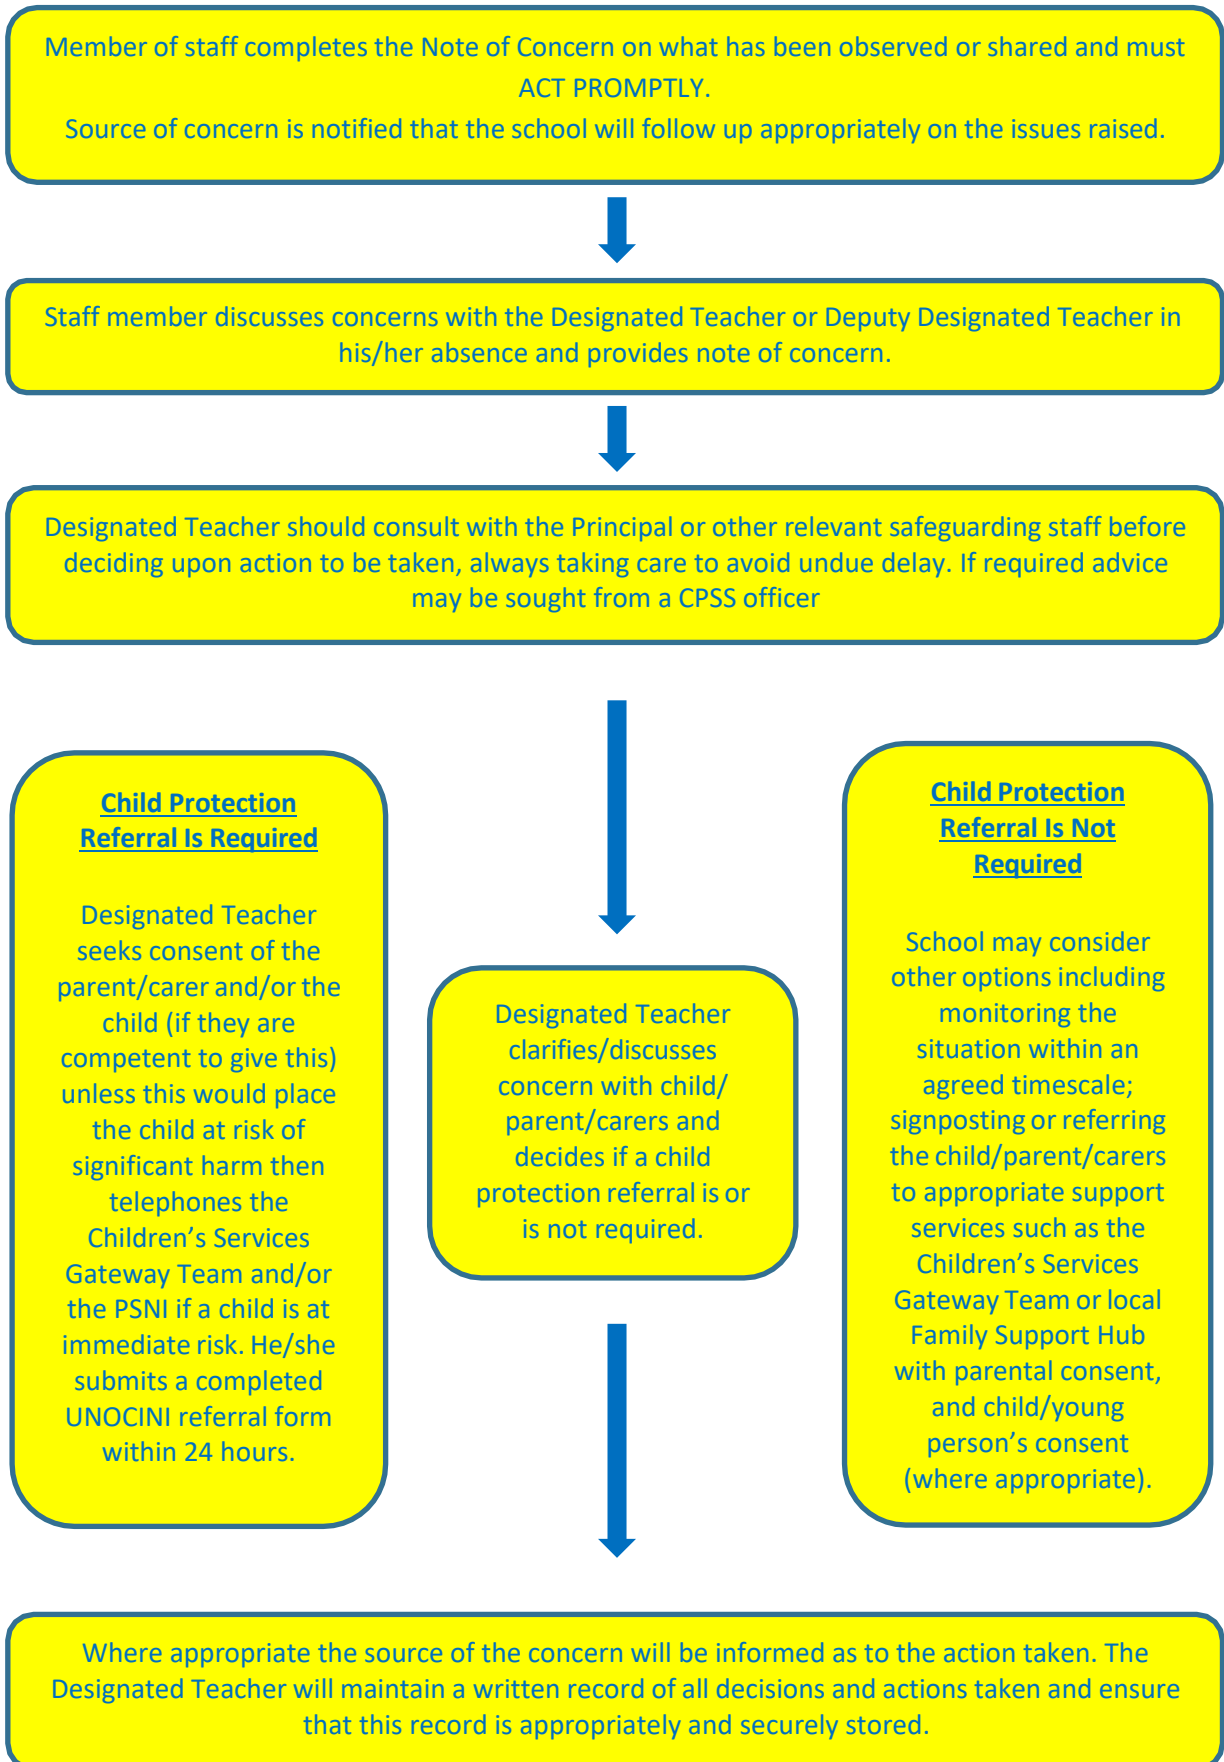 Member of staff completes the Note of Concern on what has been observed or shared and must
ACT PROMPTLY.
Source of concern is notified that the school will follow up appropriately on the issues raised.
Staff member discusses concerns with the Designated Teacher or Deputy Designated Teacher in
his/her absence and provides note of concern.
Designated Teacher should consult with the Principal or other relevant safeguarding staff before
deciding upon action to be taken, always taking care to avoid undue delay. If required advice
may be sought from a CPSS officer
Child Protection
Referral Is Required
Designated Teacher
seeks consent of the
parent/carer and/or the
child (if they are
competent to give this)
unless this would place
the child at risk of
significant harm then
telephones the
Children’s Services
Gateway Team and/or
the PSNI if a child is at
immediate risk. He/she
submits a completed
UNOCINI referral form
within 24 hours.
Designated Teacher
clarifies/discusses
concern with child/
parent/carers and
decides if a child
protection referral is or
is not required.
Child Protection
Referral Is Not
Required
School may consider
other options including
monitoring the
situation within an
agreed timescale;
signposting or referring
the child/parent/carers
to appropriate support
services such as the
Children’s Services
Gateway Team or local
Family Support Hub
with parental consent,
and child/young
person’s consent
(where appropriate).
Where appropriate the source of the concern will be informed as to the action taken. The
Designated Teacher will maintain a written record of all decisions and actions taken and ensure
that this record is appropriately and securely stored.